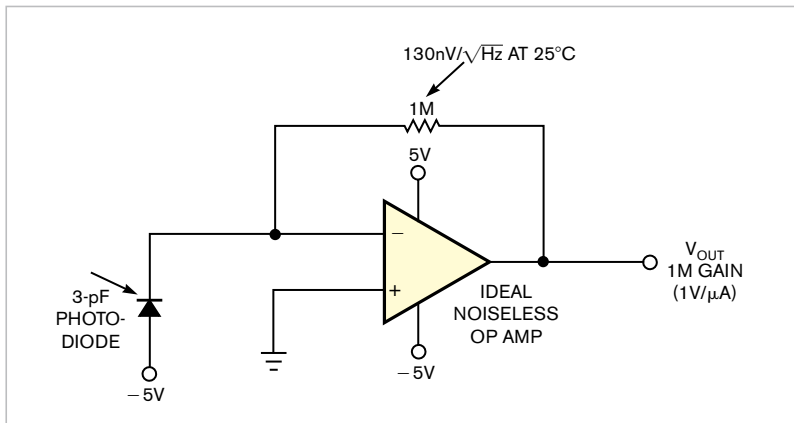 130nV/√Hz AT 25°C
1M
5V
−
+
3-pF
PHOTO-
DIODE
−5V
IDEAL
NOISELESS
OP AMP
−5V
VOUT
1M GAIN
(1V/µA)